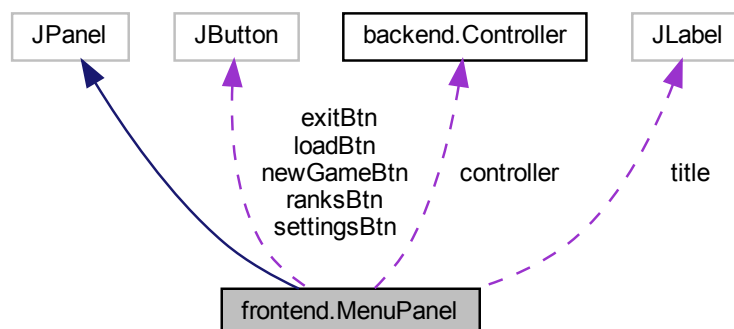 JPanel
JButton
backend.Controller
JLabel
exitBtn
loadBtn
newGameBtn
ranksBtn
settingsBtn
controller
title
frontend.MenuPanel